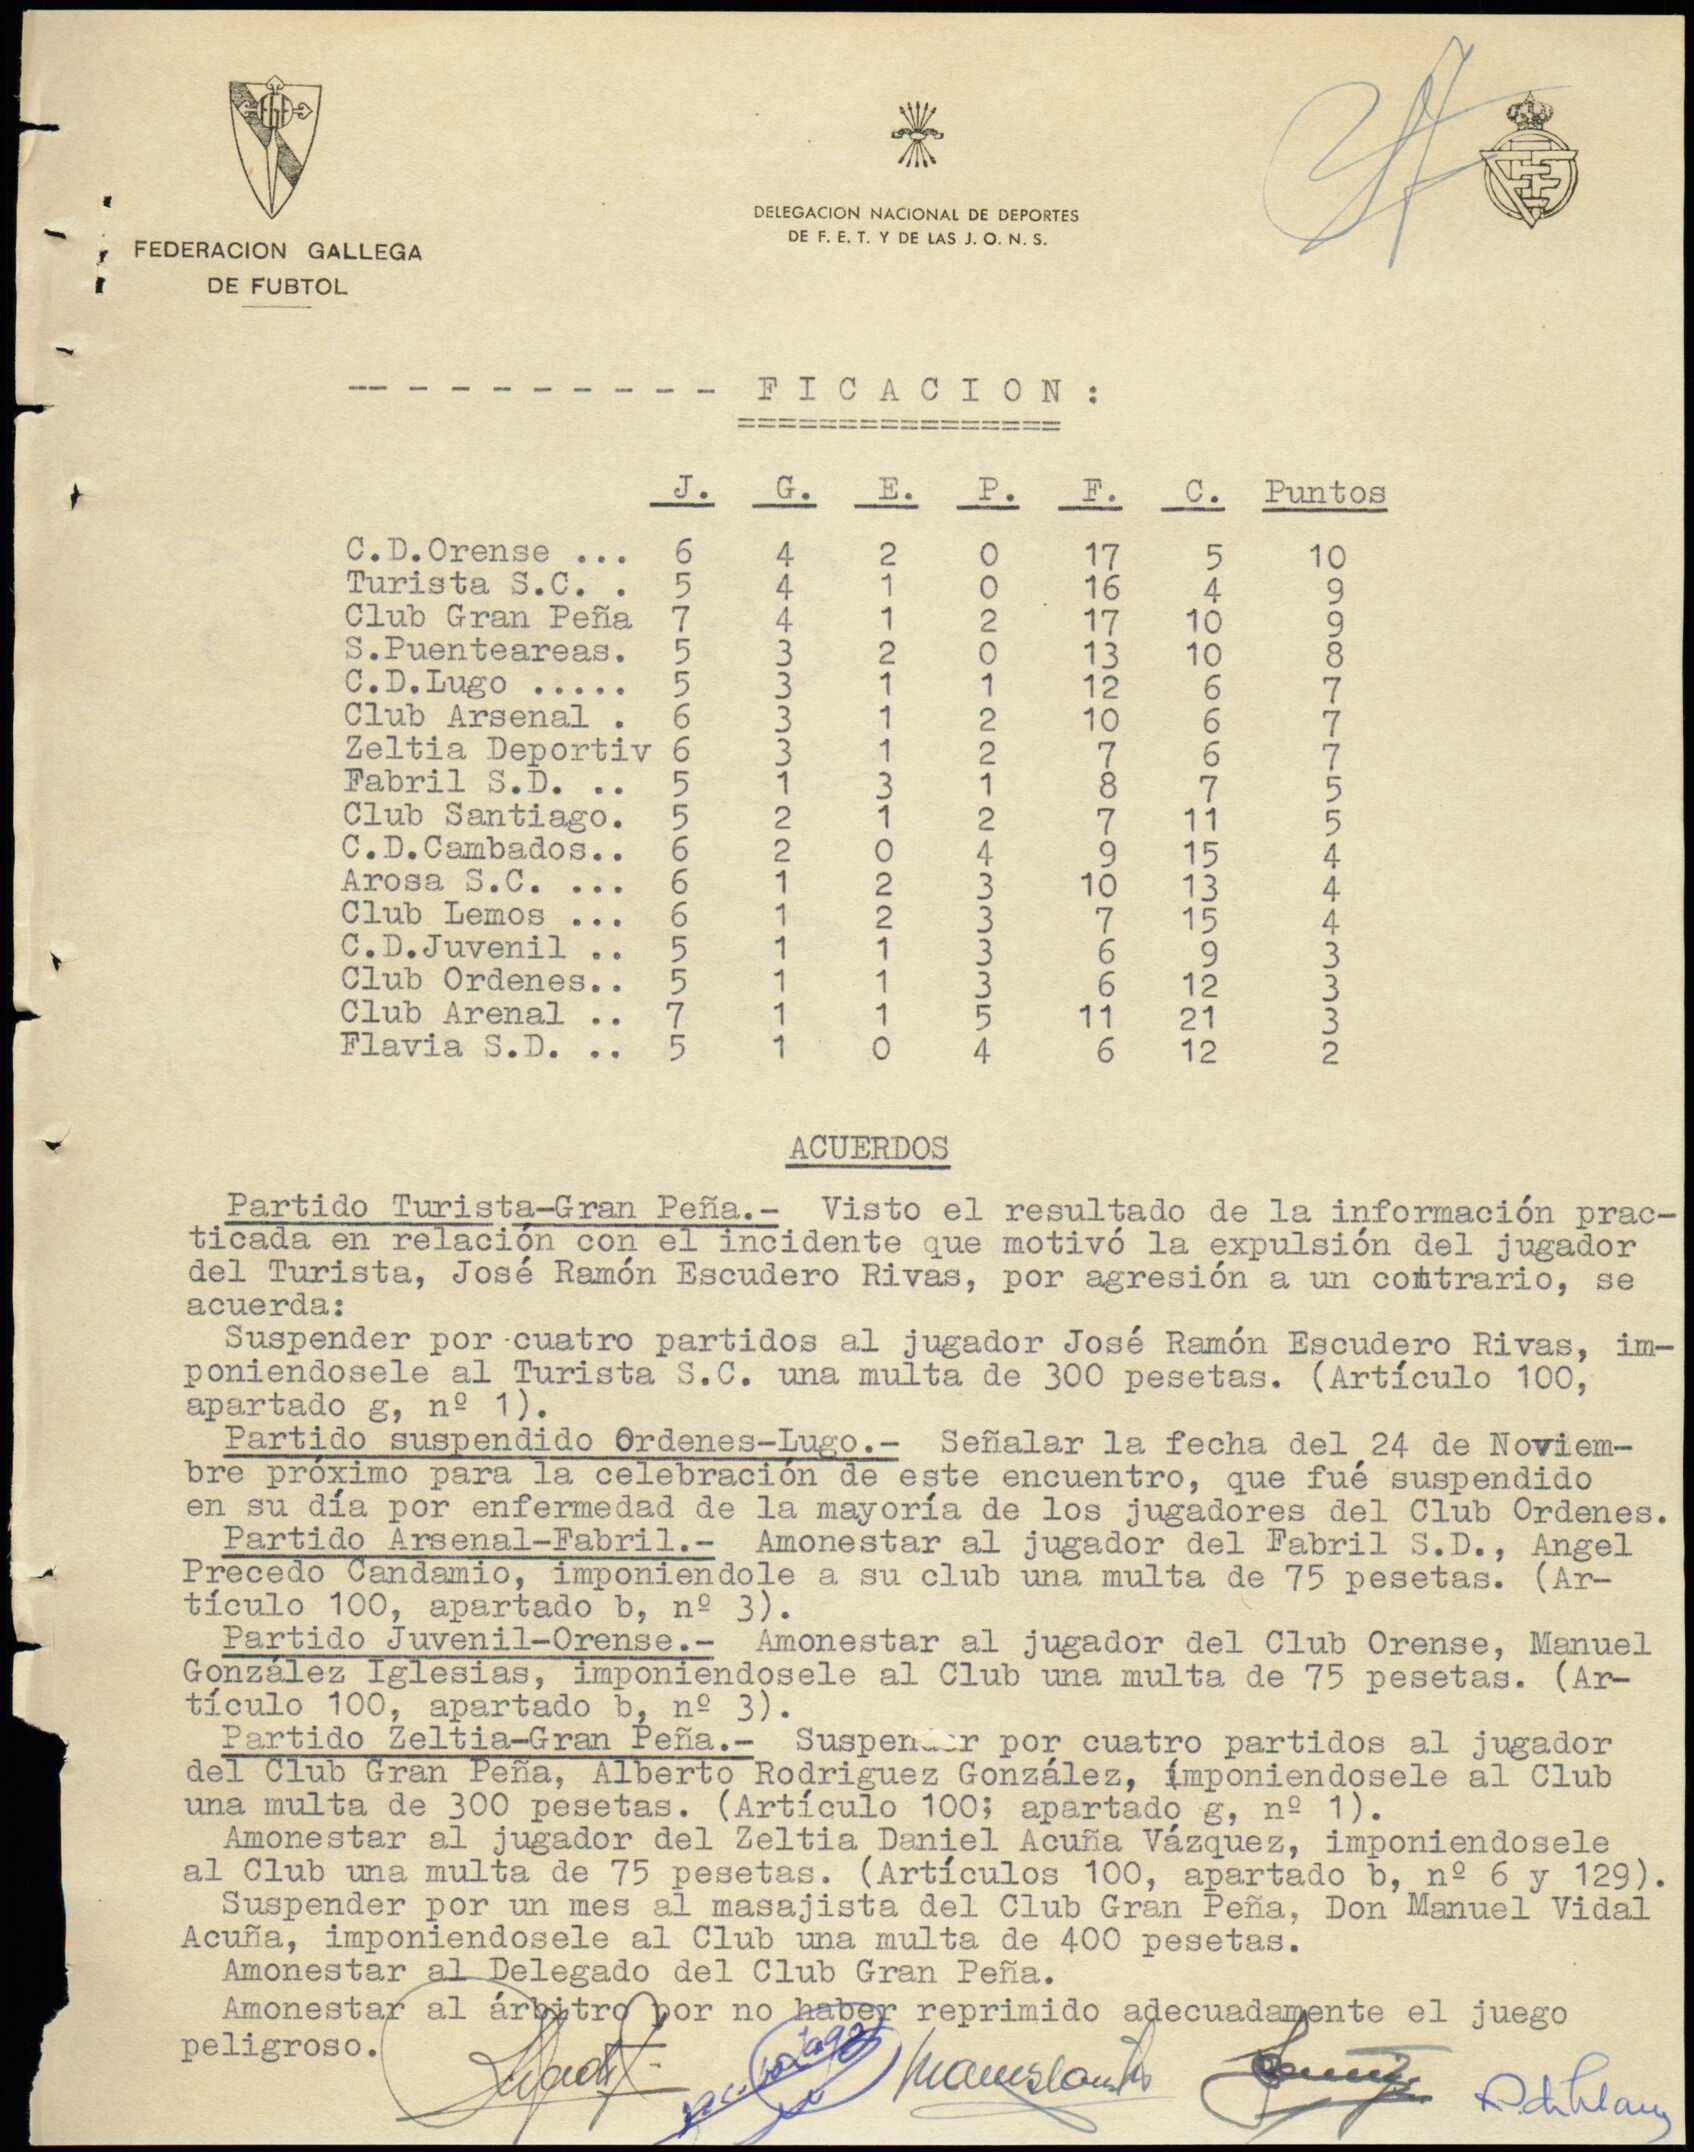 FEDERACION GALLEGA
DE FUBTOL
DELEGACION NACIONAL DE DEPORTES
DE F. E. T. Y DE LAS J. O. N. S.
-- - - - - - - - - F I C A C I O N :
================
J. G. E. P. F. C. Puntos
C.D.Orense ... 6 4 2 0 17 5 10
Turista S.C. . 5 4 1 0 16 4 9
Club Gran Peña 7 4 1 2 17 10 9
S.Puenteareas. 5 3 2 0 13 10 8
C.D.Lugo ..... 5 3 1 1 12 6 7
Club Arsenal . 6 3 1 2 10 6 7
Zeltia Deportiv 6 3 1 2 7 6 7
Fabril S.D. .. 5 1 3 1 8 7 5
Club Santiago. 5 2 1 2 7 11 5
C.D.Cambados.. 6 2 0 4 9 15 4
Arosa S.C. ... 6 1 2 3 10 13 4
Club Lemos ... 6 1 2 3 7 15 4
C.D.Juvenil .. 5 1 1 3 6 9 3
Club Ordenes.. 5 1 1 3 6 12 3
Club Arenal .. 7 1 1 5 11 21 3
Flavia S.D. .. 5 1 0 4 6 12 2
ACUERDOS
Partido Turista-Gran Peña.- Visto el resultado de la información prac-
ticada en relación con el incidente que motivó la expulsión del jugador
del Turista, José Ramón Escudero Rivas, por agresión a un contrario, se
acuerda:
Suspender por cuatro partidos al jugador José Ramón Escudero Rivas, im-
poniendosele al Turista S.C. una multa de 300 pesetas. (Artículo 100,
apartado g, nº 1).
Partido suspendido Ordenes-Lugo.- Señalar la fecha del 24 de Noviem-
bre próximo para la celebración de este encuentro, que fué suspendido
en su día por enfermedad de la mayoría de los jugadores del Club Ordenes.
Partido Arsenal-Fabril.- Amonestar al jugador del Fabril S.D., Angel
Precedo Candamio, imponiendole a su club una multa de 75 pesetas. (Ar-
tículo 100, apartado b, nº 3).
Partido Juvenil-Orense.- Amonestar al jugador del Club Orense, Manuel
González Iglesias, imponiendosele al Club una multa de 75 pesetas. (Ar-
tículo 100, apartado b, nº 3).
Partido Zeltia-Gran Peña.- Suspender por cuatro partidos al jugador
del Club Gran Peña, Alberto Rodriguez González, imponiendosele al Club
una multa de 300 pesetas. (Artículo 100; apartado g, nº 1).
Amonestar al jugador del Zeltia Daniel Acuña Vázquez, imponiendosele
al Club una multa de 75 pesetas. (Artículos 100, apartado b, nº 6 y 129).
Suspender por un mes al masajista del Club Gran Peña, Don Manuel Vidal
Acuña, imponiendosele al Club una multa de 400 pesetas.
Amonestar al Delegado del Club Gran Peña.
Amonestar al árbitro por no haber reprimido adecuadamente el juego
peligroso.